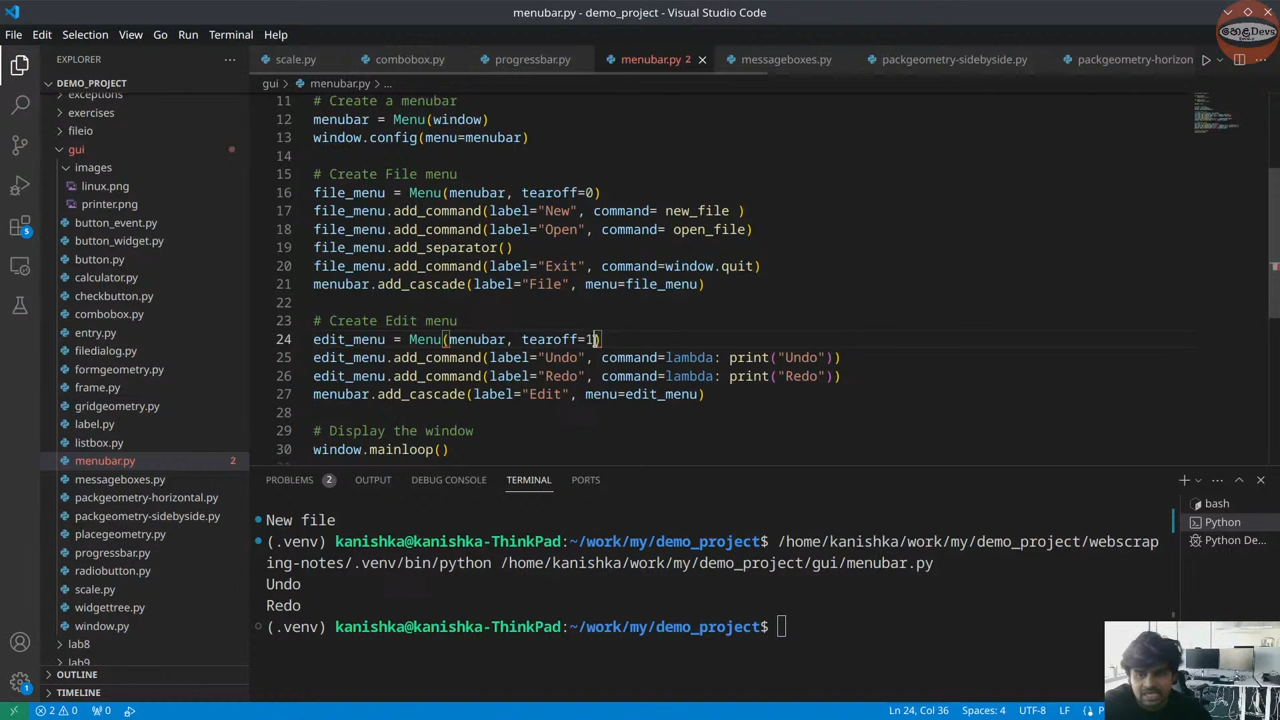 menubar.py - demo_project - Visual Studio Code
File Edit Selection View Go Run Terminal Help
EXPLORER
scale.py combobox.py progressbar.py menubar.py 2 messageboxes.py packgeometry-sidebyside.py packgeometry-horizon
DEMO_PROJECT
gui > menubar.py > ...
exceptions
exercises
fileio
gui
images
linux.png
printer.png
button_event.py
button_widget.py
button.py
calculator.py
checkbutton.py
combobox.py
entry.py
filedialog.py
formgeometry.py
frame.py
gridgeometry.py
label.py
listbox.py
menubar.py 2
messageboxes.py
packgeometry-horizontal.py
packgeometry-sidebyside.py
placegeometry.py
progressbar.py
radiobutton.py
scale.py
widgettree.py
window.py
lab8
lab9
OUTLINE
TIMELINE
11 # Create a menubar
12 menubar = Menu(window)
13 window.config(menu=menubar)
14
15 # Create File menu
16 file_menu = Menu(menubar, tearoff=0)
17 file_menu.add_command(label="New", command= new_file )
18 file_menu.add_command(label="Open", command= open_file)
19 file_menu.add_separator()
20 file_menu.add_command(label="Exit", command=window.quit)
21 menubar.add_cascade(label="File", menu=file_menu)
22
23 # Create Edit menu
24 edit_menu = Menu(menubar, tearoff=1)
25 edit_menu.add_command(label="Undo", command=lambda: print("Undo"))
26 edit_menu.add_command(label="Redo", command=lambda: print("Redo"))
27 menubar.add_cascade(label="Edit", menu=edit_menu)
28
29 # Display the window
30 window.mainloop()
PROBLEMS 2 OUTPUT DEBUG CONSOLE TERMINAL PORTS
bash
Python
Python De...
New file
(.venv) kanishka@kanishka-ThinkPad:~/work/my/demo_project$ /home/kanishka/work/my/demo_project/webscrap
ing-notes/.venv/bin/python /home/kanishka/work/my/demo_project/gui/menubar.py
Undo
Redo
(.venv) kanishka@kanishka-ThinkPad:~/work/my/demo_project$
5
1
2 0 0 Ln 24, Col 36 Spaces: 4 UTF-8 LF